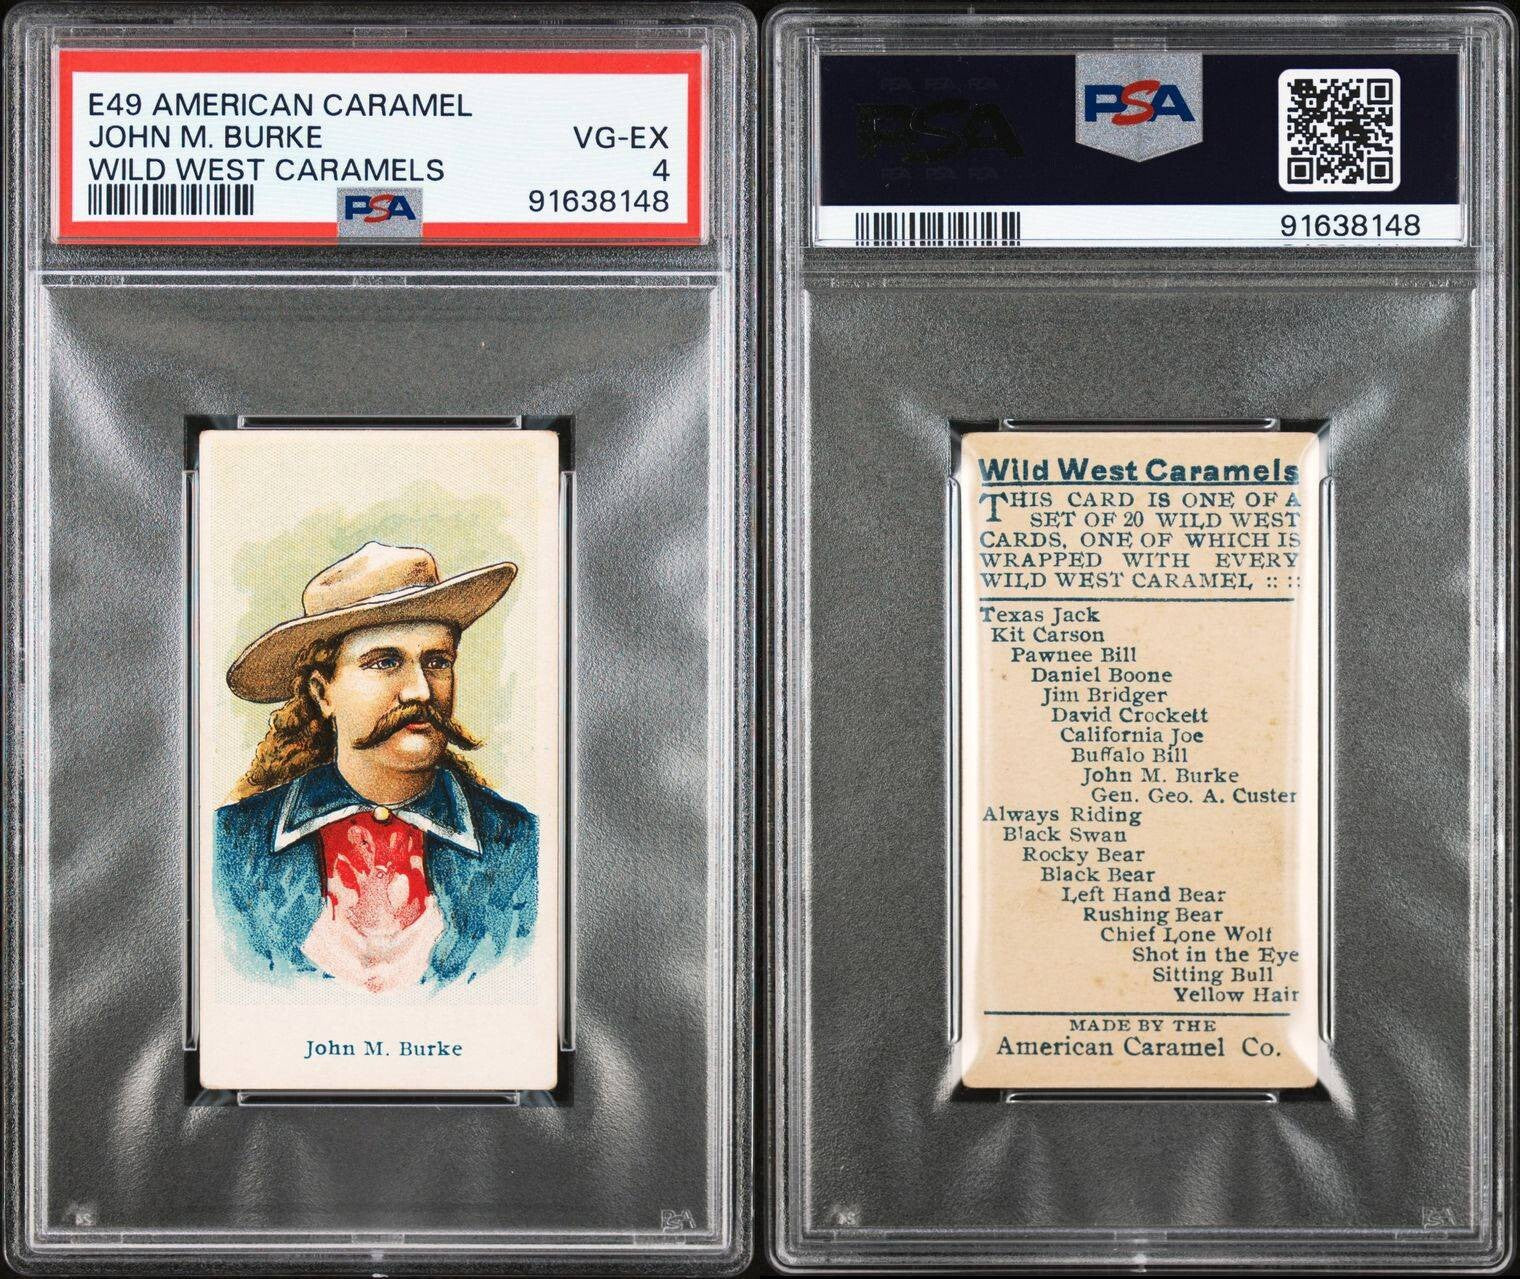 E49 AMERICAN CARAMEL
JOHN M. BURKE VG-EX
WILD WEST CARAMELS 4
PSA 91638148
John M. Burke
PSA
PSA
PSA
91638148
Wild West Caramels
THIS CARD IS ONE OF A
SET OF 20 WILD WEST
CARDS, ONE OF WHICH IS
WRAPPED WITH EVERY
WILD WEST CARAMEL :: ::
Texas Jack
Kit Carson
Pawnee Bill
Daniel Boone
Jim Bridger
David Crockett
California Joe
Buffalo Bill
John M. Burke
Gen. Geo. A. Custer
Always Riding
Black Swan
Rocky Bear
Black Bear
Left Hand Bear
Rushing Bear
Chief Lone Wolf
Shot in the Eye
Sitting Bull
Yellow Hair
MADE BY THE
American Caramel Co.